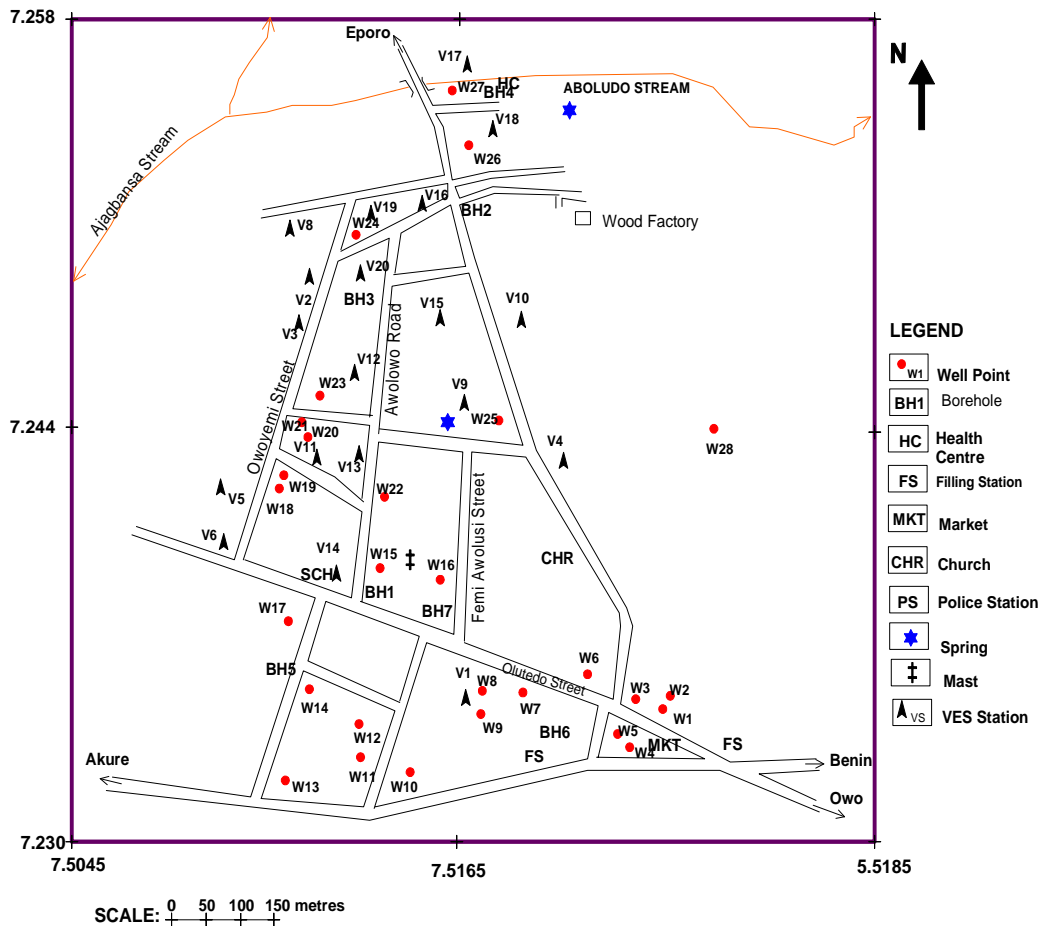 7.258
Eporo
V17
N
HC
W27
BH4
ABOLUDO STREAM
V18
Ajagbansa Stream
W26
V16
V19
BH2
V8
W24
Wood Factory
V20
V2
BH3
V15
V10
V3
Awolowo Road
LEGEND
W1 Well Point
V12
W23
V9
BH1 Borehole
7.244
W21
W20
W25
W28
HC Health
Centre
Owoyemi Street
V11
V13
V4
FS Filling Station
W19
V5
W18
W22
MKT Market
V6
Femi Awolusi Street
V14
SCH
W15
W16
CHR
CHR Church
BH1
BH7
PS Police Station
W17
Spring
BH5
Olutedo Street
W6
V1
W8
W7
W3
W2
Mast
W14
W9
W1
W12
BH6
W5
VS VES Station
W4
MKT
FS
FS
Akure
W11
W10
Benin
W13
Owo
7.230
7.5045
7.5165
5.5185
SCALE: 0 50 100 150 metres